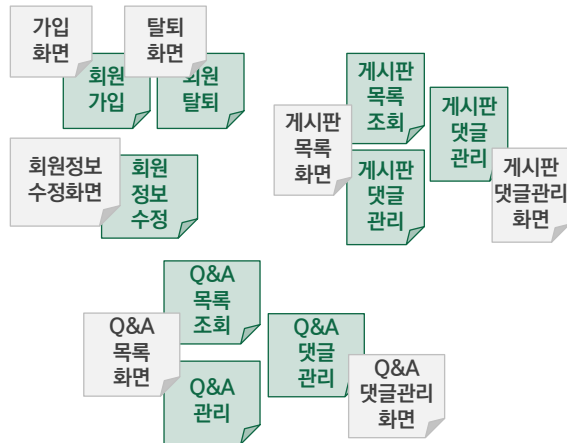 가입
화면
탈퇴
화면
회원
가입
회원
탈퇴
회원정보
수정화면
회원
정보
수정
게시판
목록
조회
게시판
목록
화면
게시판
댓글
관리
게시판
댓글
관리
게시판
댓글관리
화면
Q&A
목록
조회
Q&A
목록
화면
Q&A
관리
Q&A
댓글
관리
Q&A
댓글관리
화면